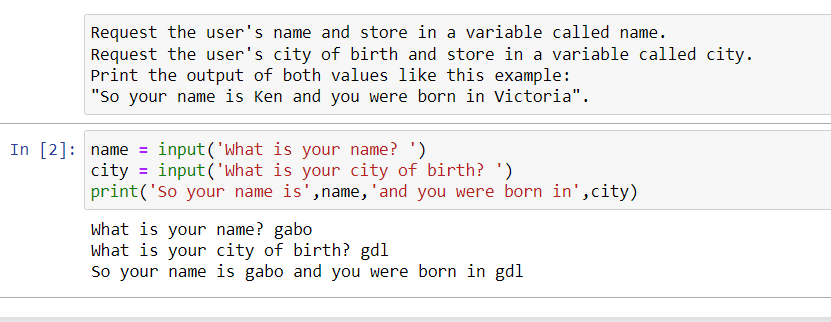 Request the user's name and store in a variable called name.
Request the user's city of birth and store in a variable called city.
Print the output of both values like this example:
"So your name is Ken and you were born in Victoria".
In [2]: name = input('What is your name? ')
city = input('What is your city of birth? ')
print('So your name is',name,'and you were born in',city)
What is your name? gabo
What is your city of birth? gdl
So your name is gabo and you were born in gdl